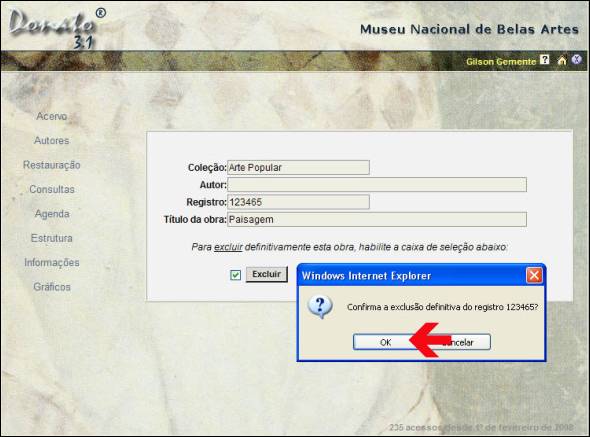 Donato®
3.1
Museu Nacional de Belas Artes
Gilson Gemente ?
Acervo
Autores
Restauração
Consultas
Agenda
Estrutura
Informações
Gráficos
Coleção: Arte Popular
Autor:
Registro: 123465
Título da obra: Paisagem
Para excluir definitivamente esta obra, habilite a caixa de seleção abaixo:
Excluir
Windows Internet Explorer
Confirma a exclusão definitiva do registro 123465?
OK
Cancelar
235 acessos desde 1º de fevereiro de 2008